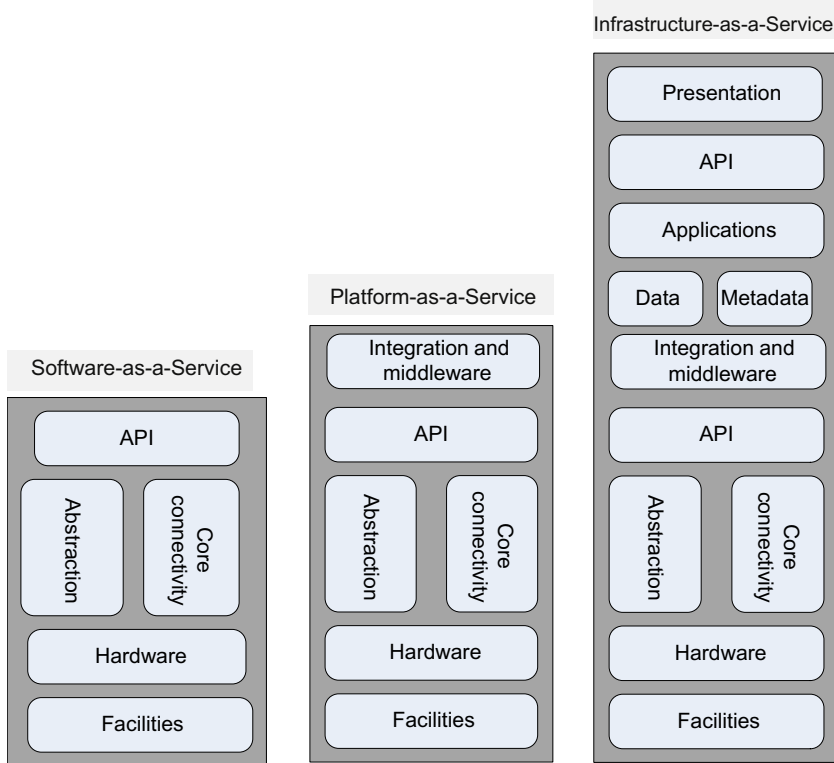 Software-as-a-Service
API
Abstraction
Core
connectivity
Hardware
Facilities
Platform-as-a-Service
Integration and
middleware
API
Abstraction
Core
connectivity
Hardware
Facilities
Infrastructure-as-a-Service
Presentation
API
Applications
Data
Metadata
Integration and
middleware
API
Abstraction
Core
connectivity
Hardware
Facilities